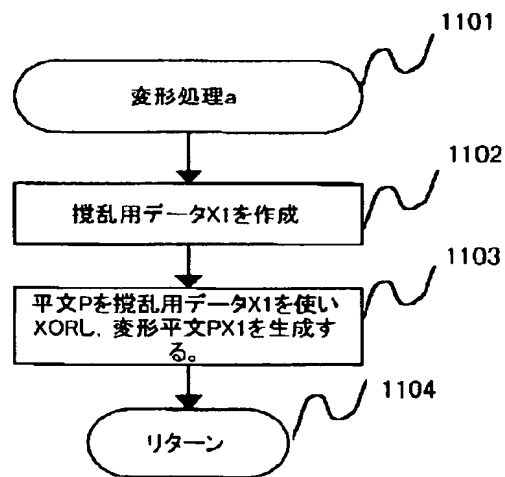 1101
変形処理a
1102
撹乱用データX1を作成
1103
平文Pを撹乱用データX1を使い
XORし, 変形平文PX1を生成す
る。
1104
リターン